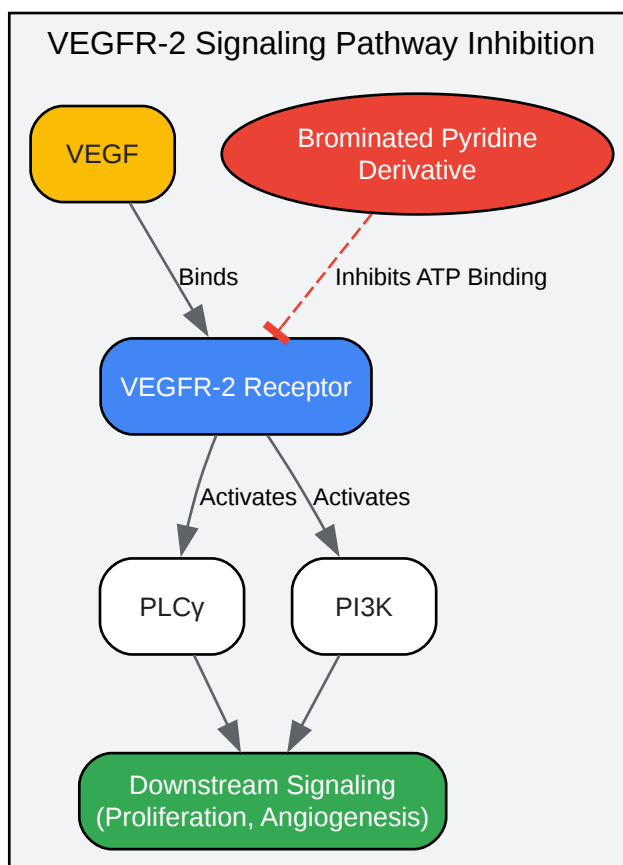 VEGFR-2 Signaling Pathway Inhibition
VEGF
Brominated Pyridine
Derivative
Binds
Inhibits ATP Binding
VEGFR-2 Receptor
Activates
Activates
PLCγ
PI3K
Downstream Signaling
(Proliferation, Angiogenesis)